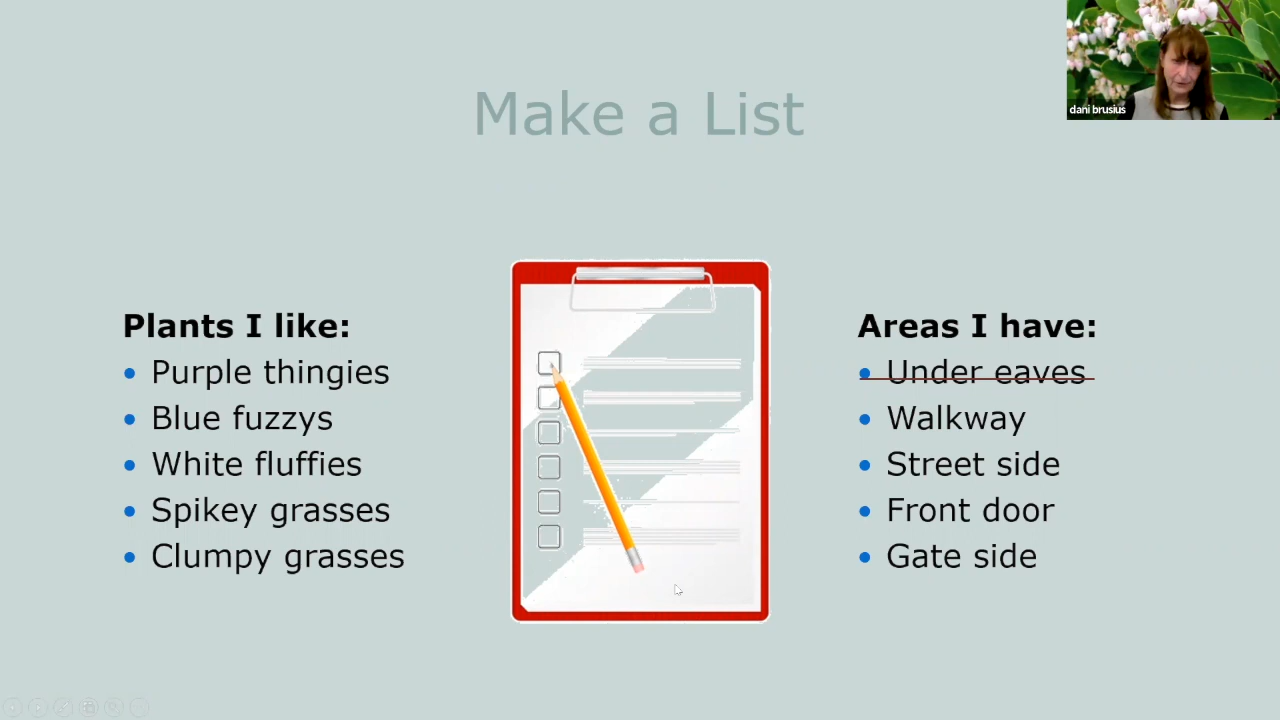 Make a List
dani brusius
Plants I like:
Purple thingies
Blue fuzzys
White fluffies
Spikey grasses
Clumpy grasses
Areas I have:
Under eaves
Walkway
Street side
Front door
Gate side